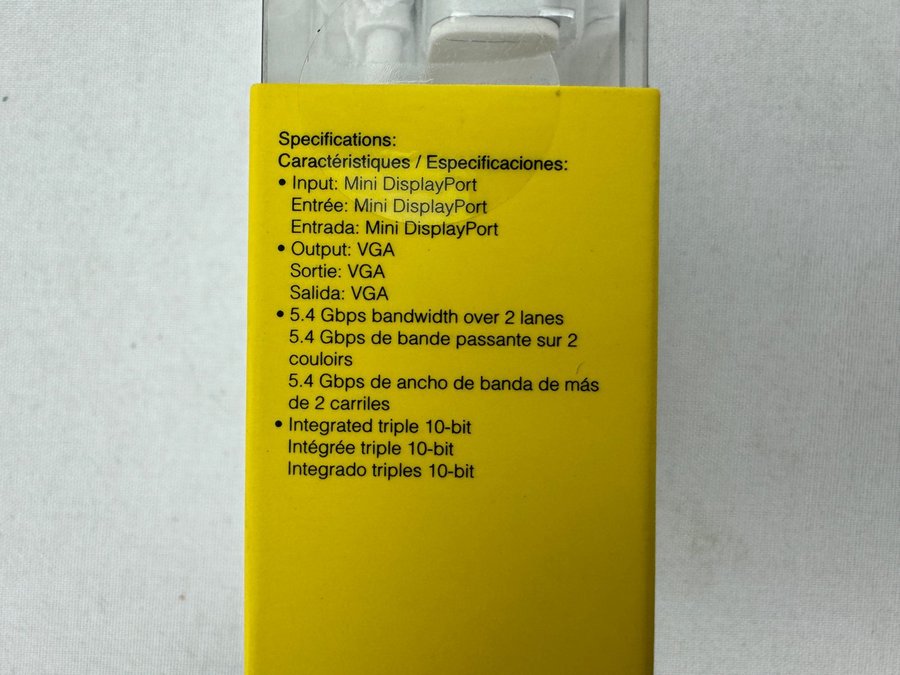 Specifications:
Caractéristiques / Especificaciones:
• Input: Mini DisplayPort
Entrée: Mini DisplayPort
Entrada: Mini DisplayPort
• Output: VGA
Sortie: VGA
Salida: VGA
• 5.4 Gbps bandwidth over 2 lanes
5.4 Gbps de bande passante sur 2
couloirs
5.4 Gbps de ancho de banda de más
de 2 carriles
• Integrated triple 10-bit
Intégrée triple 10-bit
Integrado triples 10-bit